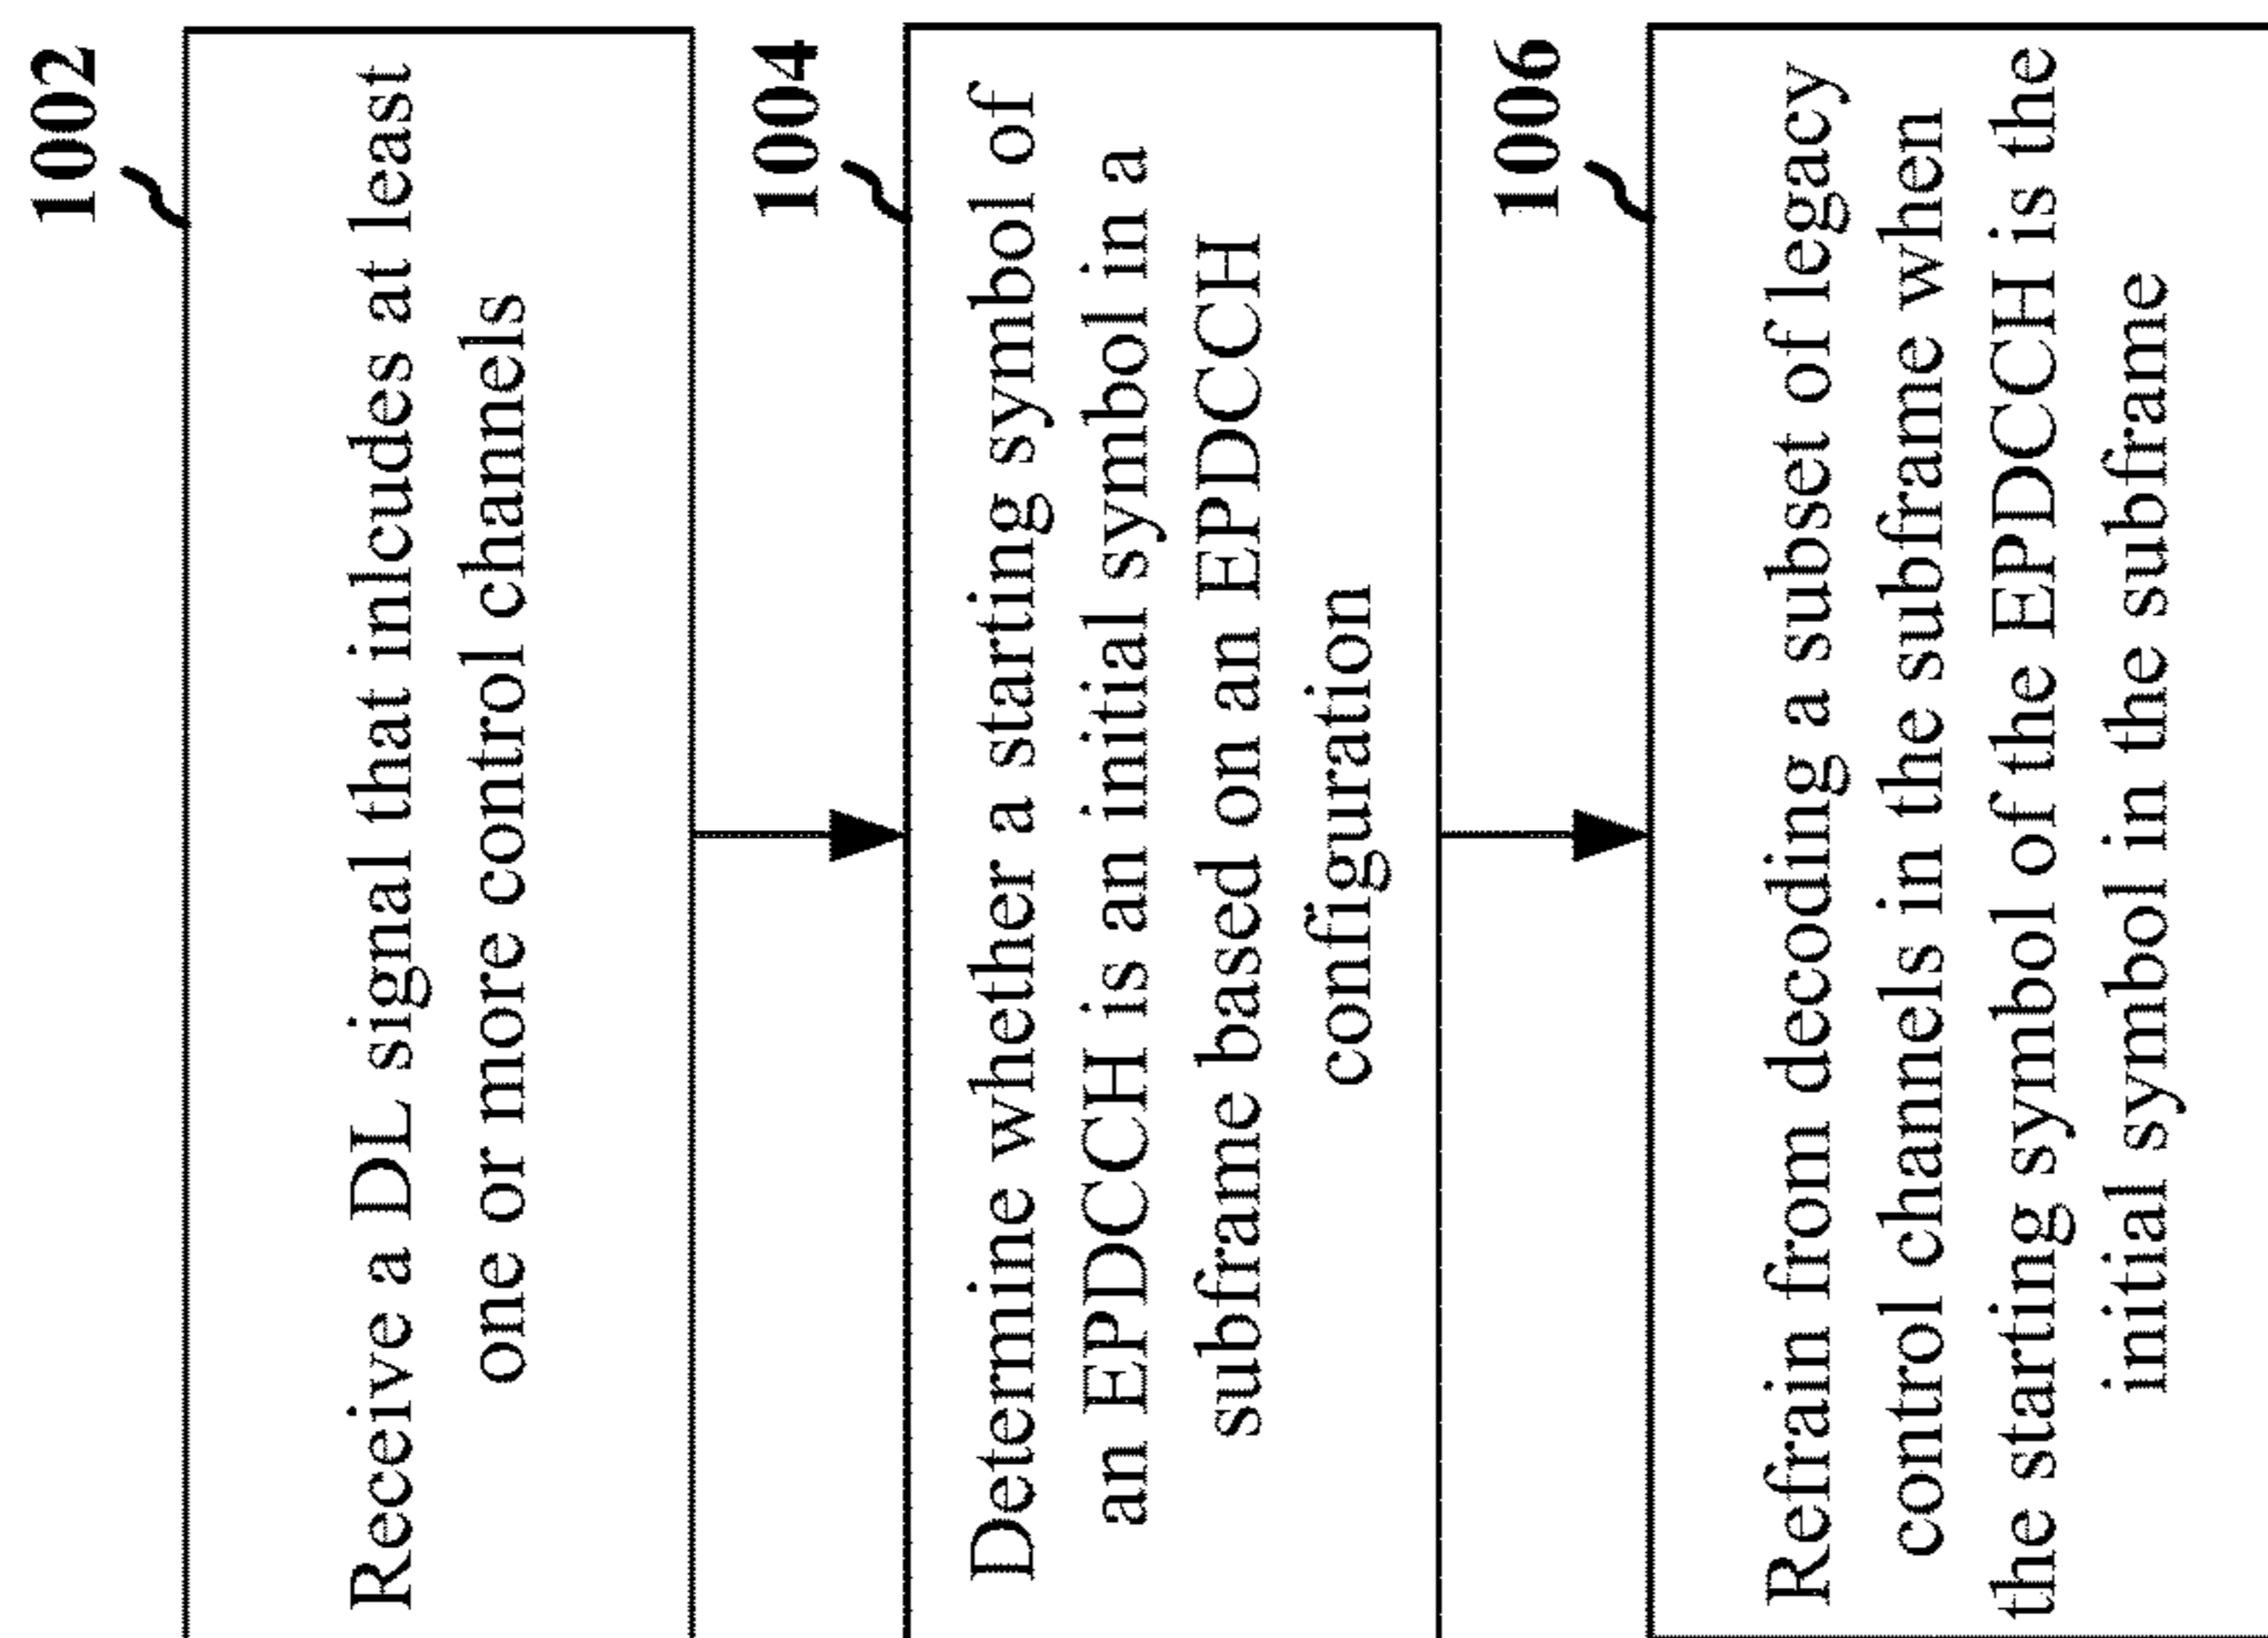 1002
Receive a DL signal that inlcudes at least
one or more control channels
1004
Determine whether a starting symbol of
an EPDCCH is an initial symbol in a
subframe based on an EPDCCH
configuration
1006
Refrain from decoding a subset of legacy
control channels in the subframe when
the starting symbol of the EPDCCH is the
initial symbol in the subframe